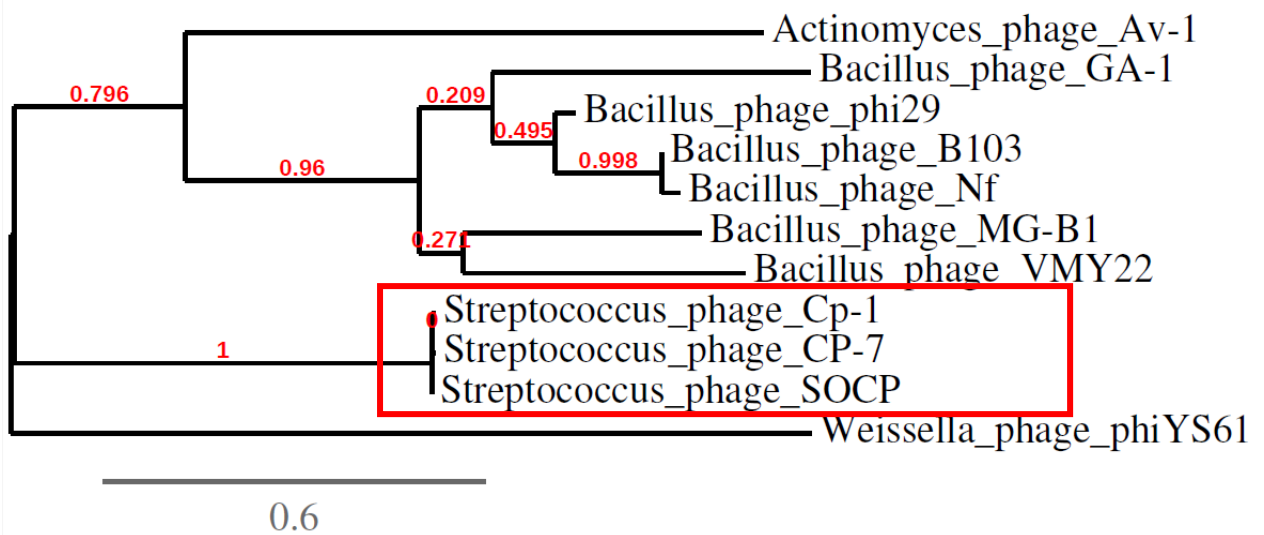 Actinomyces_phage_Av-1
Bacillus_phage_GA-1
0.796
0.209
Bacillus_phage_phi29
0.495
Bacillus_phage_B103
0.998
0.96
Bacillus_phage_Nf
Bacillus_phage_MG-B1
0.271
Bacillus_phage_VMY22
Streptococcus_phage_Cp-1
0
1
Streptococcus_phage_CP-7
Streptococcus_phage_SOCP
Weissella_phage_phiYS61
0.6